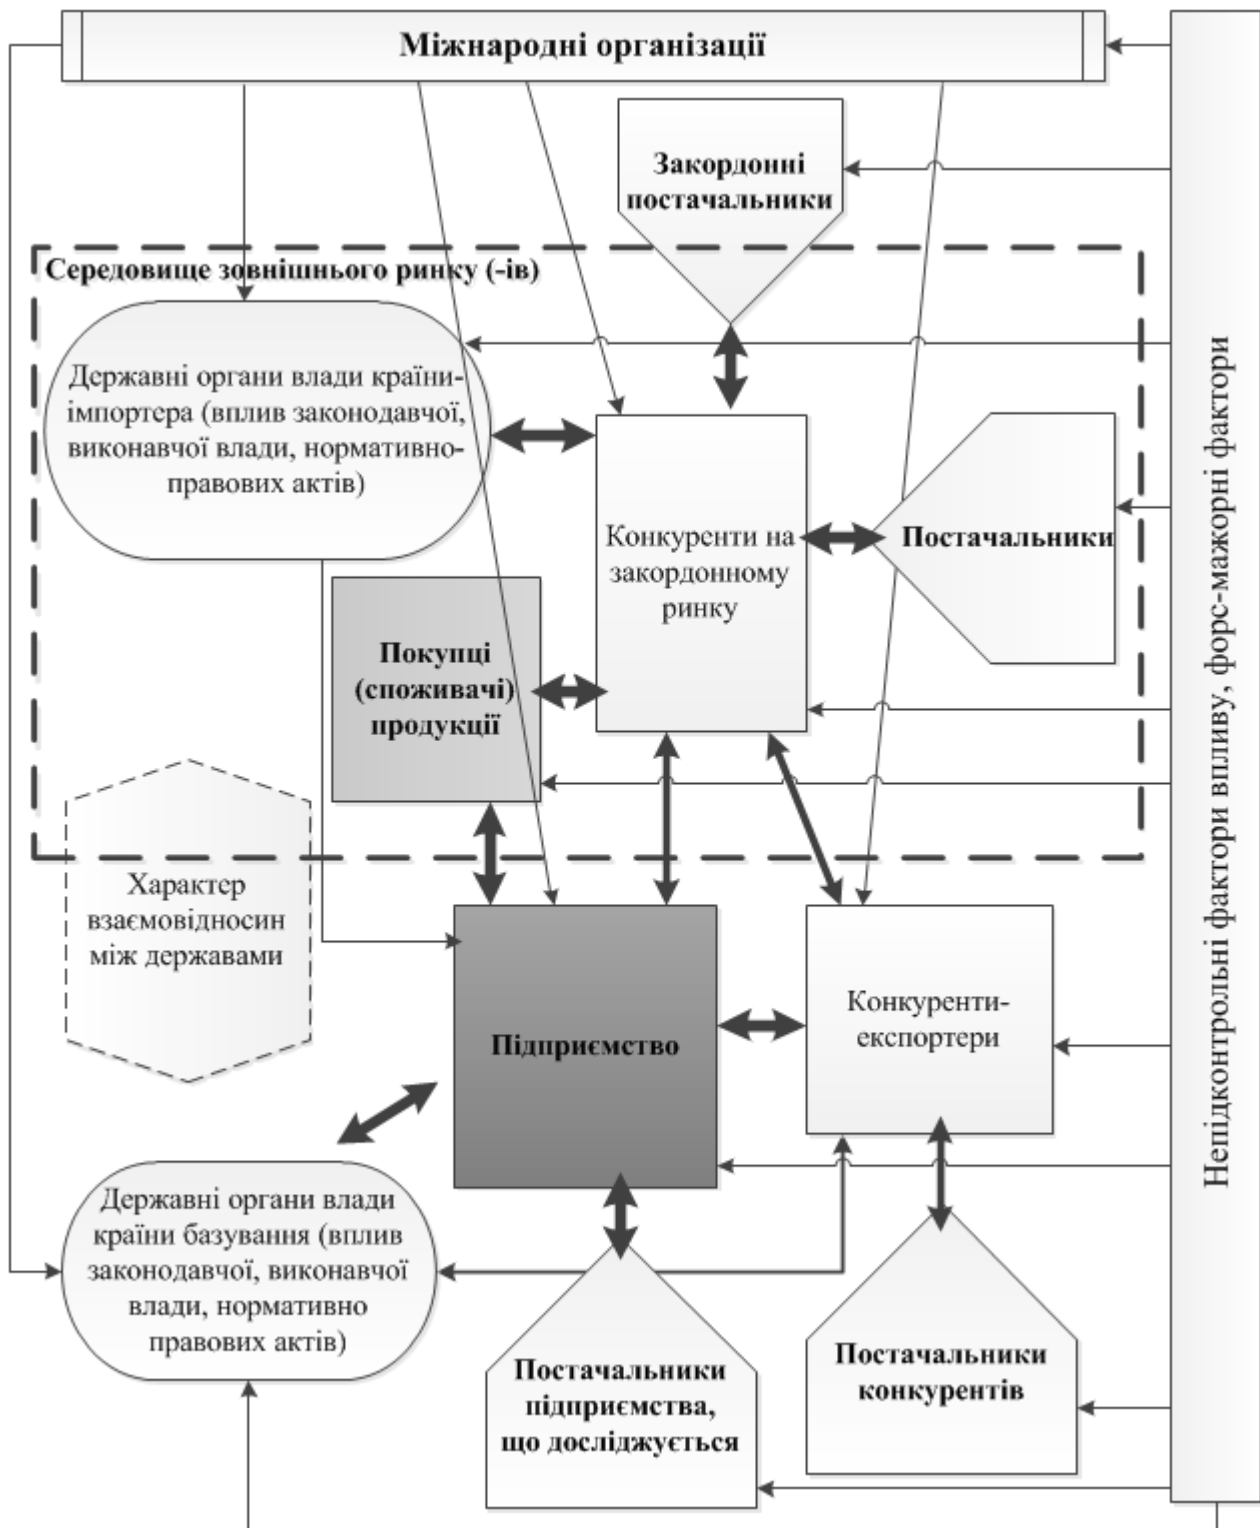 Міжнародні організації
Закордонні
постачальники
Середовище зовнішнього ринку (-ів)
Державні органи влади країни-
імпортера (вплив законодавчої,
виконавчої влади, нормативно-
правових актів)
Конкуренти на
закордонному
ринку
Постачальники
Покупці
(споживачі)
продукції
Характер
взаємовідносин
між державами
Підприємство
Конкуренти-
експортери
Державні органи влади
країни базування (вплив
законодавчої, виконавчої
влади, нормативно
правових актів)
Постачальники
підприємства,
що досліджується
Постачальники
конкурентів
Непідконтрольні фактори впливу, форс-мажорні фактори